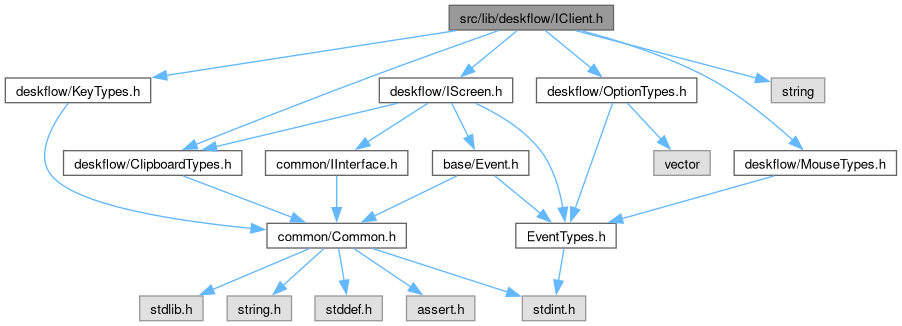 src/lib/deskflow/IClient.h
deskflow/KeyTypes.h
deskflow/IScreen.h
deskflow/OptionTypes.h
string
deskflow/ClipboardTypes.h
common/IInterface.h
base/Event.h
vector
deskflow/MouseTypes.h
common/Common.h
EventTypes.h
stdlib.h
string.h
stddef.h
assert.h
stdint.h